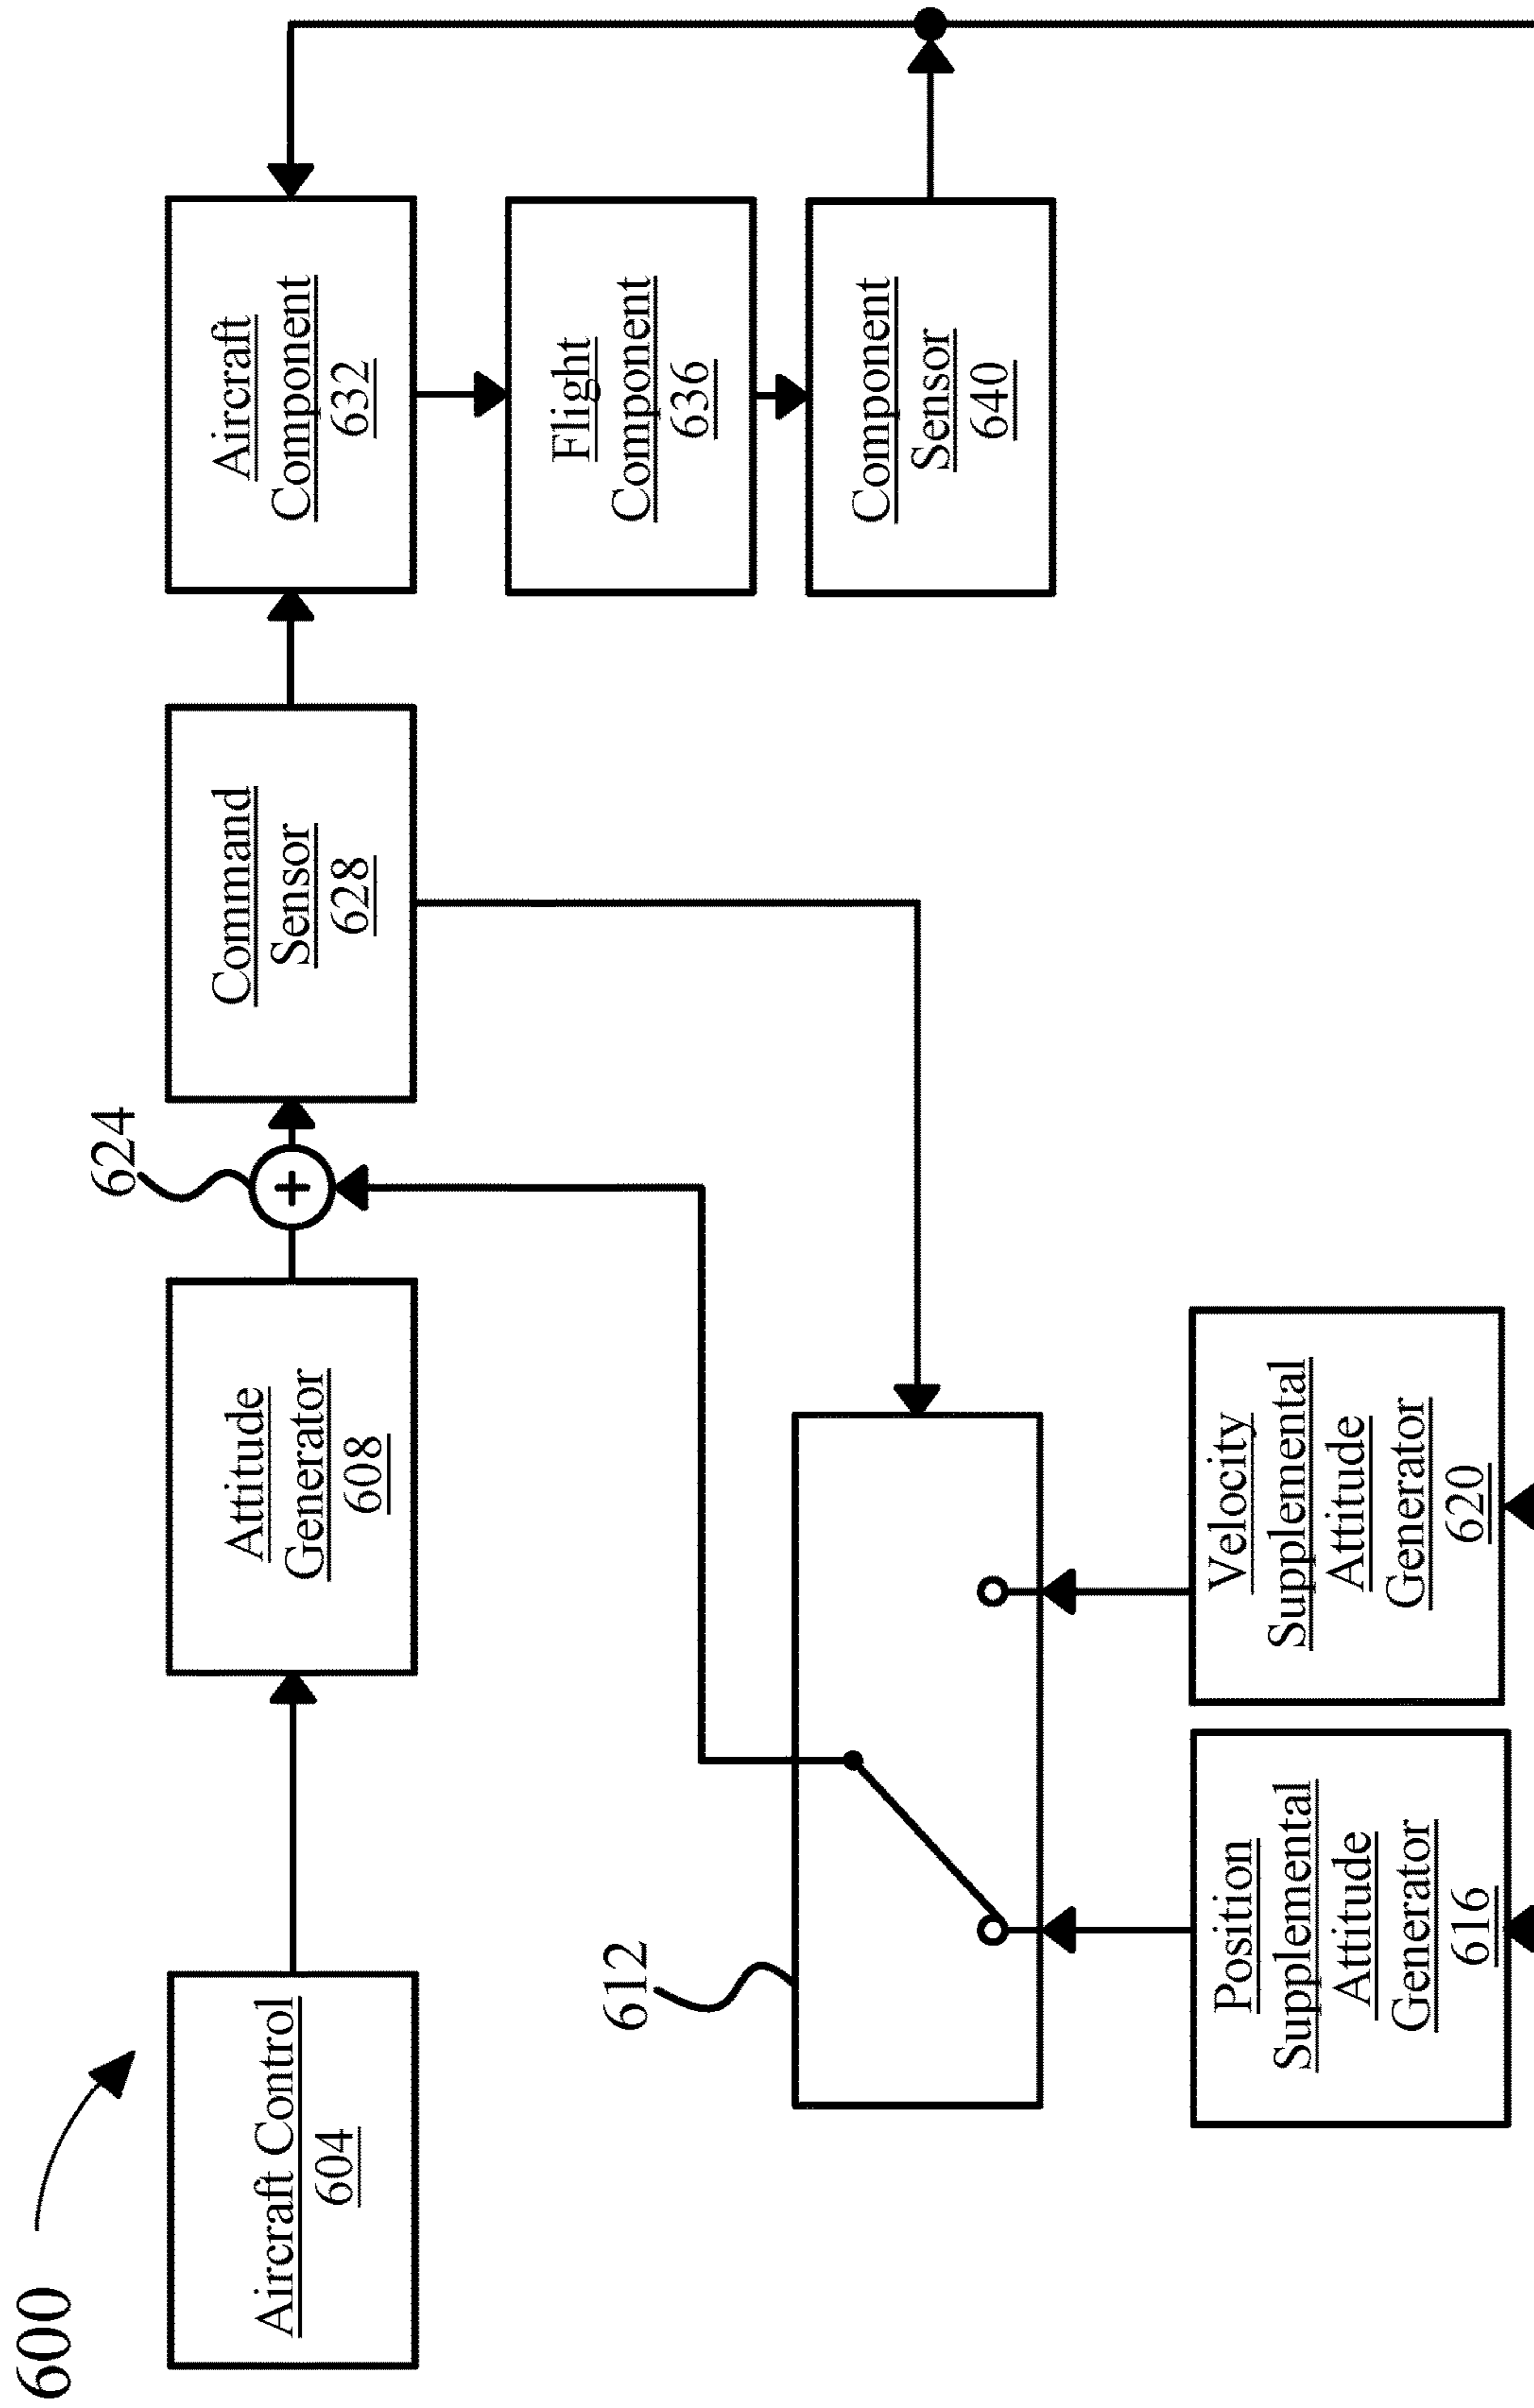 600
Aircraft Control
604
Attitude
Generator
608
624
+
Command
Sensor
628
Aircraft
Component
632
Flight
Component
636
Component
Sensor
640
612
Position
Supplemental
Attitude
Generator
616
Velocity
Supplemental
Attitude
Generator
620